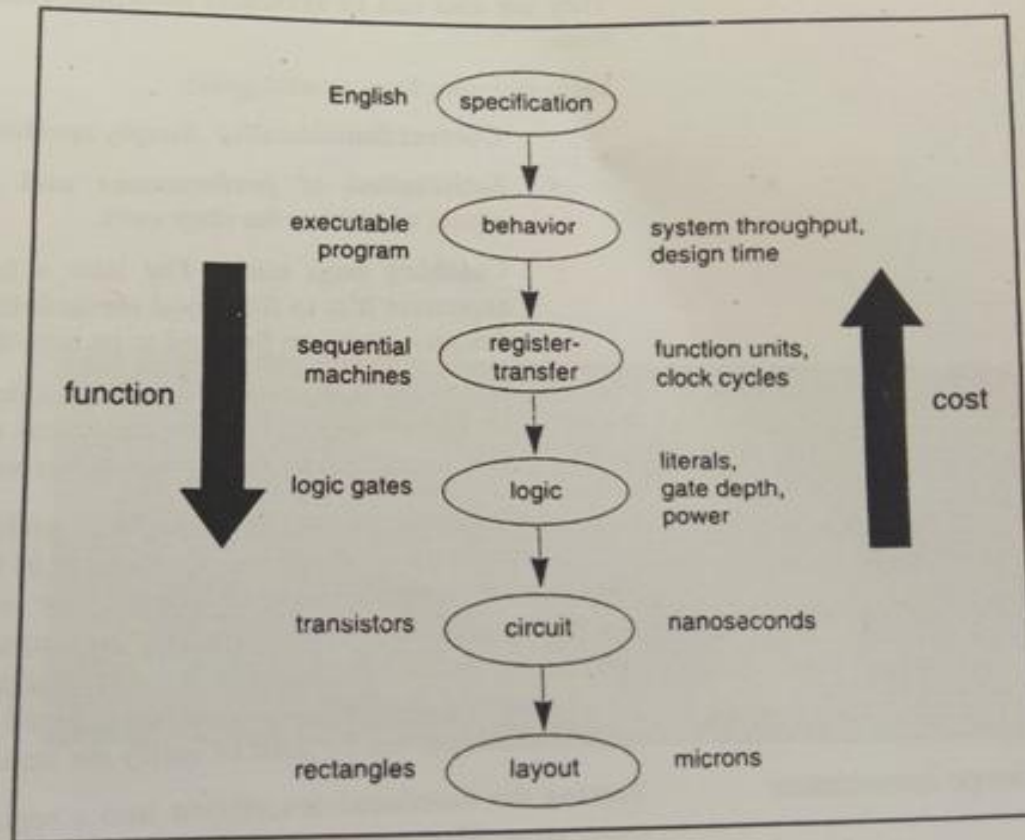 English
specification
executable
program
behavior
system throughput,
design time
sequential
machines
register-
transfer
function units,
clock cycles
function
cost
logic gates
logic
literals,
gate depth,
power
transistors
circuit
nanoseconds
rectangles
layout
microns